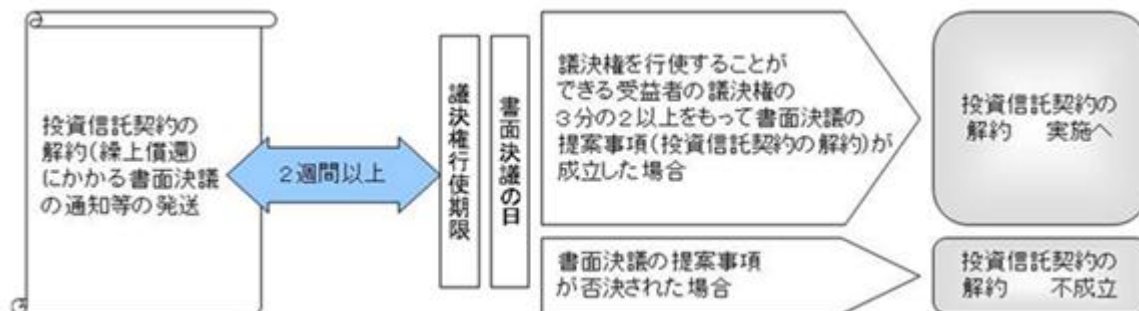 投資信託契約の
解約(繰上償還)
にかかる書面決議
の通知等の発送
2週間以上
議決権行使期限
書面決議の日
議決権を行使することが
できる受益者の議決権の
3分の2以上をもって書面決議の
提案事項(投資信託契約の解約)が
成立した場合
投資信託契約の
解約 実施へ
書面決議の提案事項
が否決された場合
投資信託契約の
解約 不成立